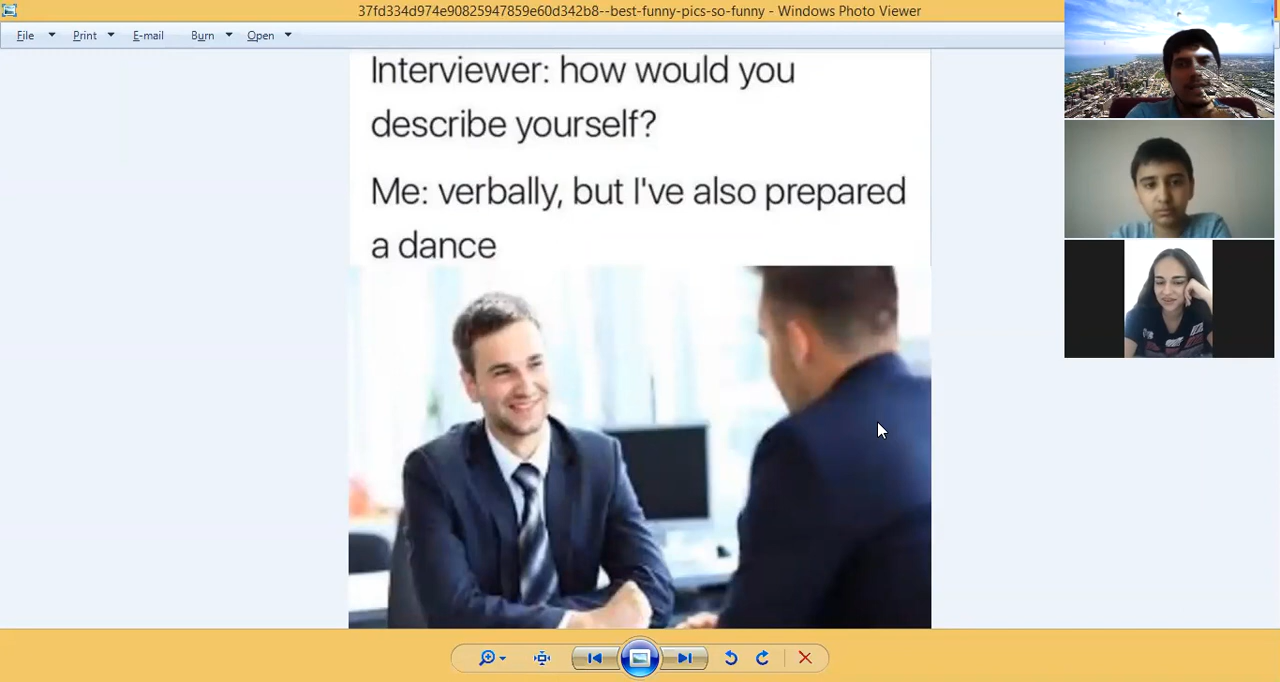 37fd334d974e90825947859e60d342b8--best-funny-pics-so-funny - Windows Photo Viewer
File Print E-mail Burn Open
Interviewer: how would you
describe yourself?
Me: verbally, but I've also prepared
a dance